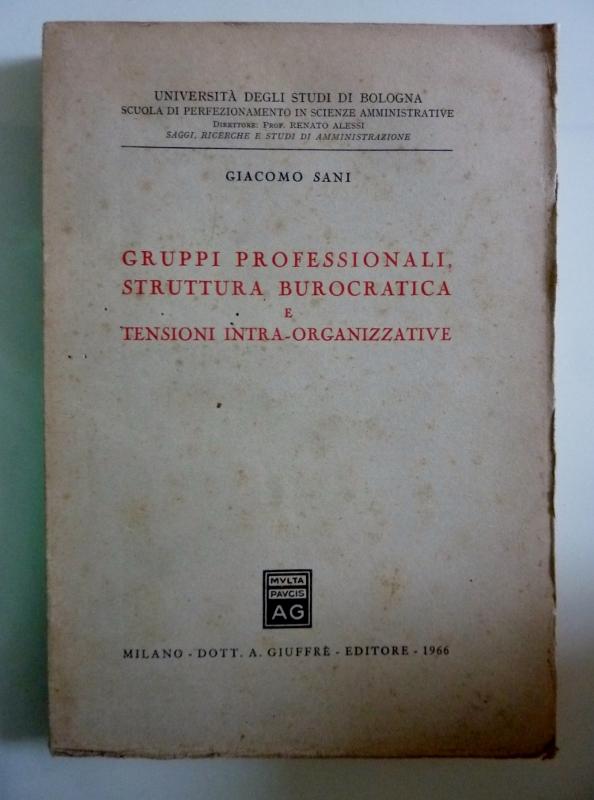 UNIVERSITÀ DEGLI STUDI DI BOLOGNA
SCUOLA DI PERFEZIONAMENTO IN SCIENZE AMMINISTRATIVE
DIRETTORE: PROF. RENATO ALESSI
SAGGI, RICERCHE E STUDI DI AMMINISTRAZIONE
GIACOMO SANI
GRUPPI PROFESSIONALI,
STRUTTURA BUROCRATICA
E
TENSIONI INTRA-ORGANIZZATIVE
MVLTA
PAVCIS
AG
MILANO - DOTT. A. GIUFFRÈ - EDITORE - 1966